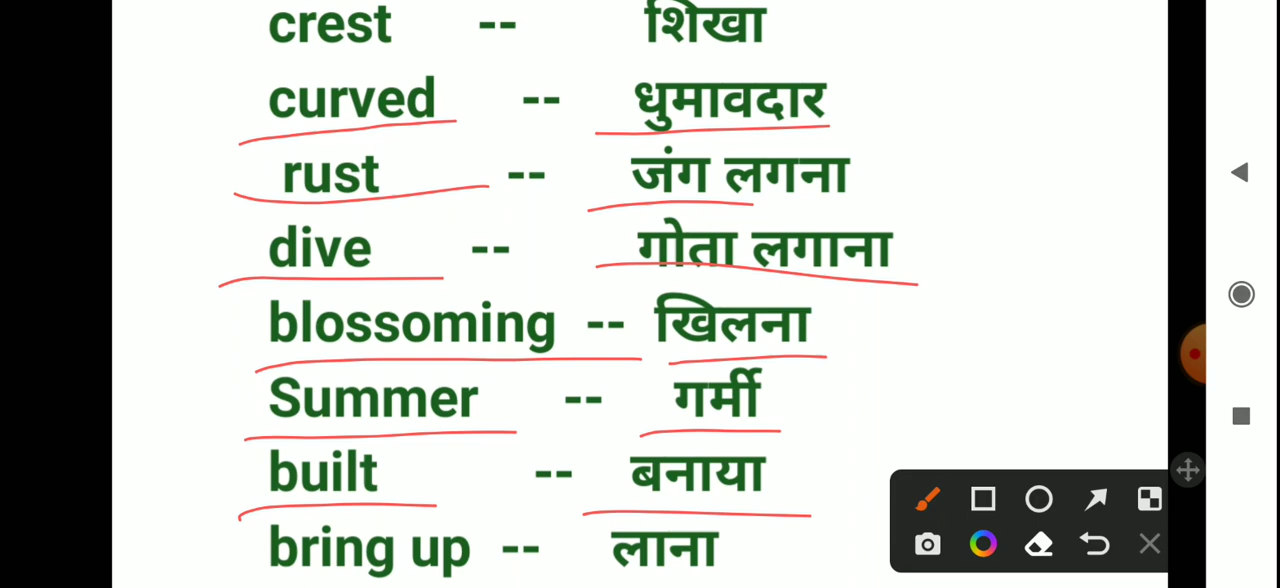 crest -- शिखा
curved -- धुमावदार
rust -- जंग लगना
dive -- गोता लगाना
blossoming -- खिलना
Summer -- गर्मी
built -- बनाया
bring up -- लाना